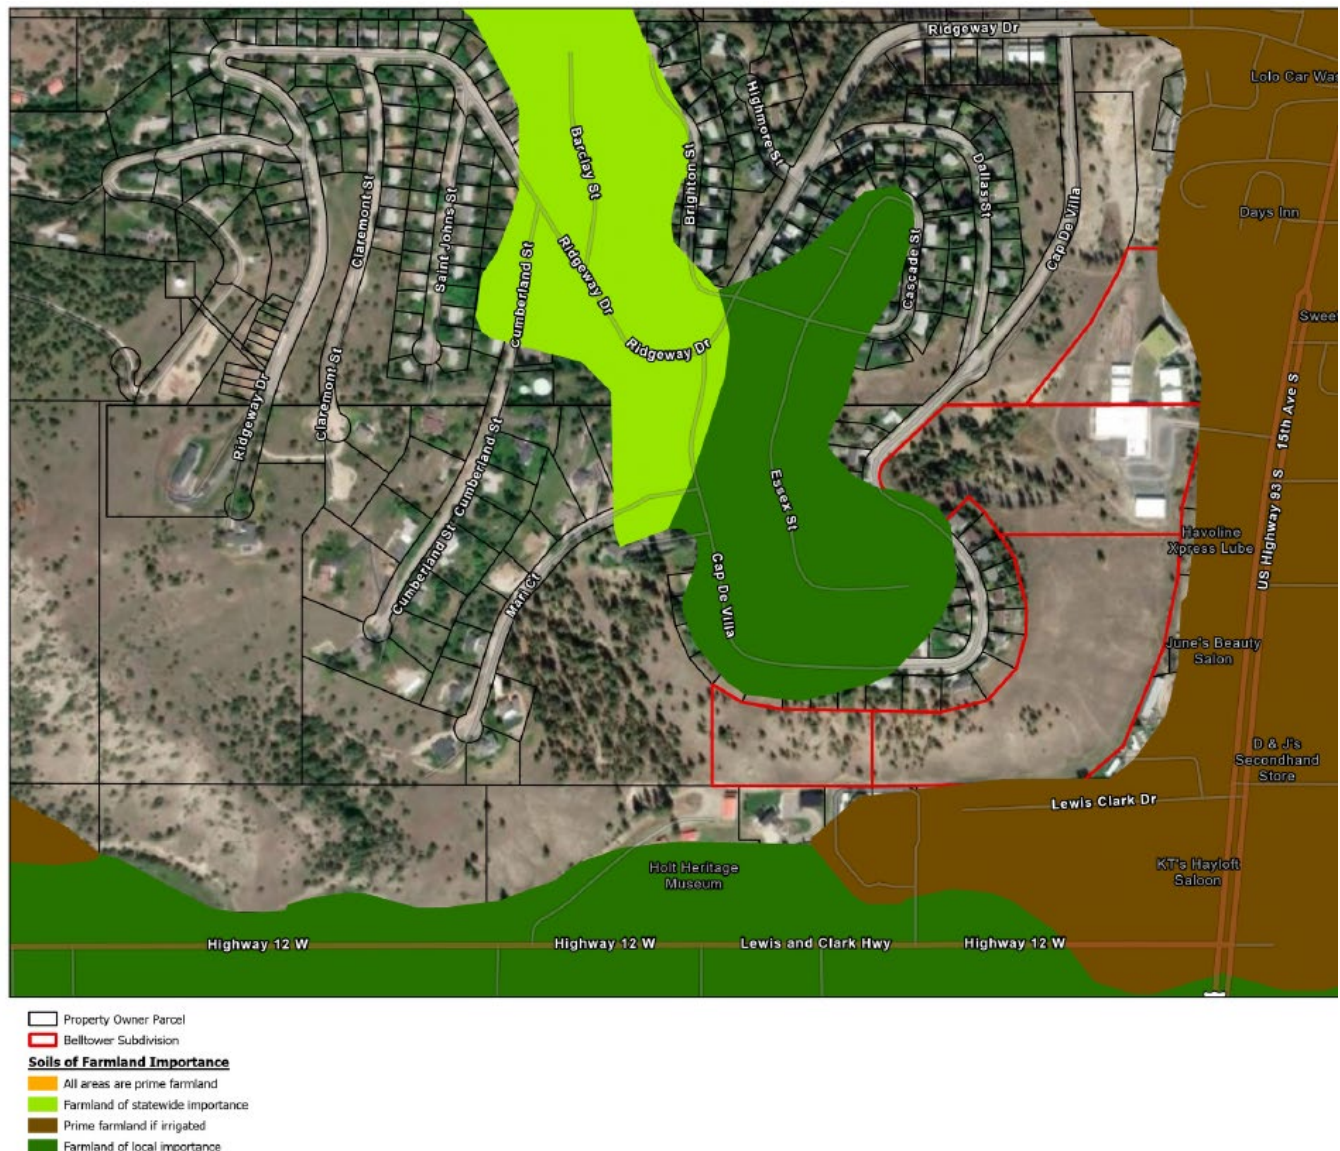 Ridgeway Dr
Lolo Car Was
Highmore St
Barclay St
Brighton St
Dallas St
Claremont St
Saint Johns St
Days Inn
Cap De Villa
Cumberland St
Ridgeway Dr
Cascade St
Sweet
Ridgeway Dr
Claremont St
Ridgeway Dr
Cumberland St
15th Ave S
US Highway 93 S
Essex St
Havoline
Xpress Lube
Cumberland St
Mari Ct
Cap De Villa
June's Beauty
Salon
D & J's
Secondhand
Store
Lewis Clark Dr
Holt Heritage
Museum
KT's Hayloft
Saloon
Highway 12 W
Highway 12 W
Lewis and Clark Hwy
Highway 12 W
Property Owner Parcel
Belltower Subdivision
Soils of Farmland Importance
All areas are prime farmland
Farmland of statewide importance
Prime farmland if irrigated
Farmland of local importance